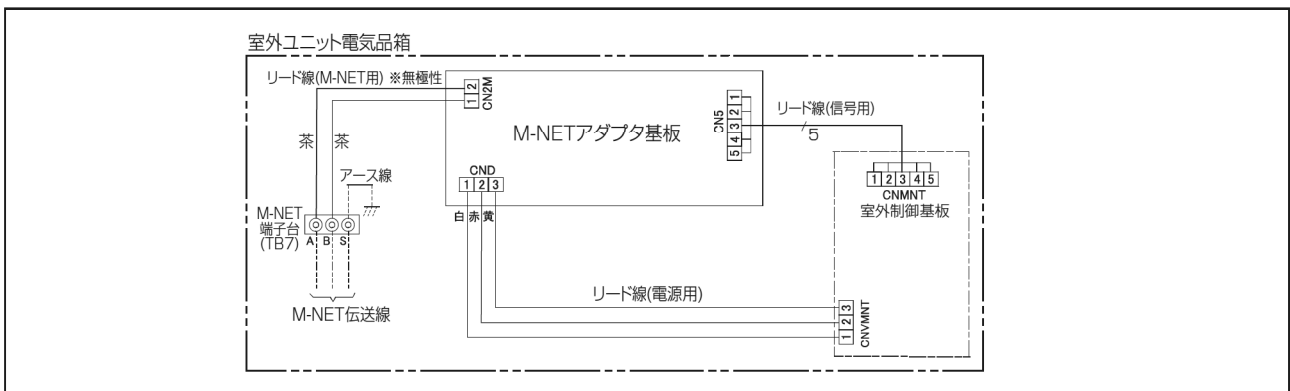 室外ユニット電気品箱
リード線(M-NET用) ※無極性
2
1
CN2M
M-NETアダプタ基板
CN5
1
2
3
4
5
リード線(信号用)
5
茶
茶
アース線
CND
1 2 3
白 赤 黄
1 2 3 4 5
CNMNT
室外制御基板
M-NET
端子台
(TB7)
A B S
M-NET伝送線
リード線(電源用)
3
2
1
CNVMNT